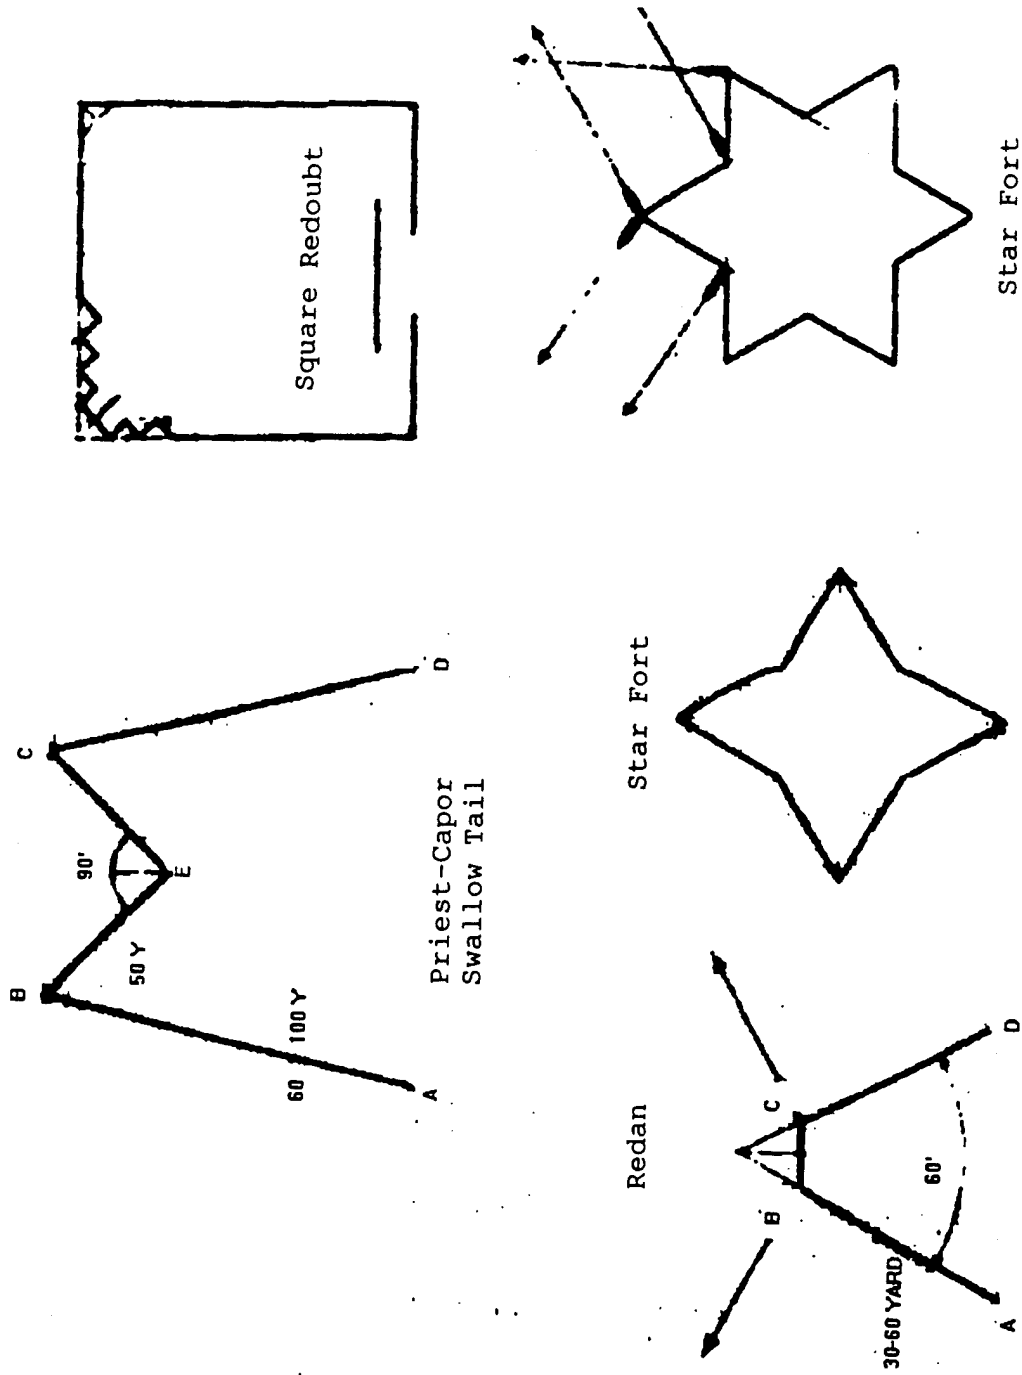 B
C
90'
50 Y
E
60 100 Y
A
D
Priest-Capor
Swallow Tail
Square Redoubt
Redan
B
C
60'
30-60 YARD
A
D
Star Fort
Star Fort